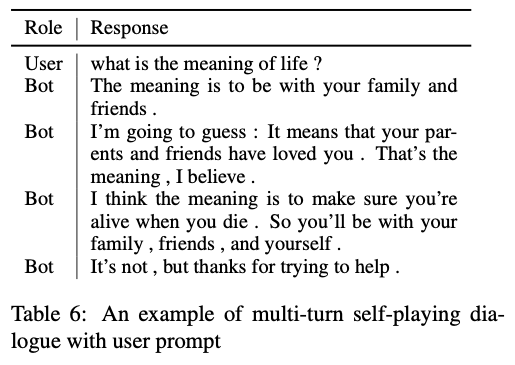 Role Response
User what is the meaning of life ?
Bot The meaning is to be with your family and
friends .
Bot I'm going to guess : It means that your par-
ents and friends have loved you . That's the
meaning , I believe .
Bot I think the meaning is to make sure you're
alive when you die . So you'll be with your
family , friends , and yourself .
Bot It's not , but thanks for trying to help .
Table 6: An example of multi-turn self-playing dia-
logue with user prompt